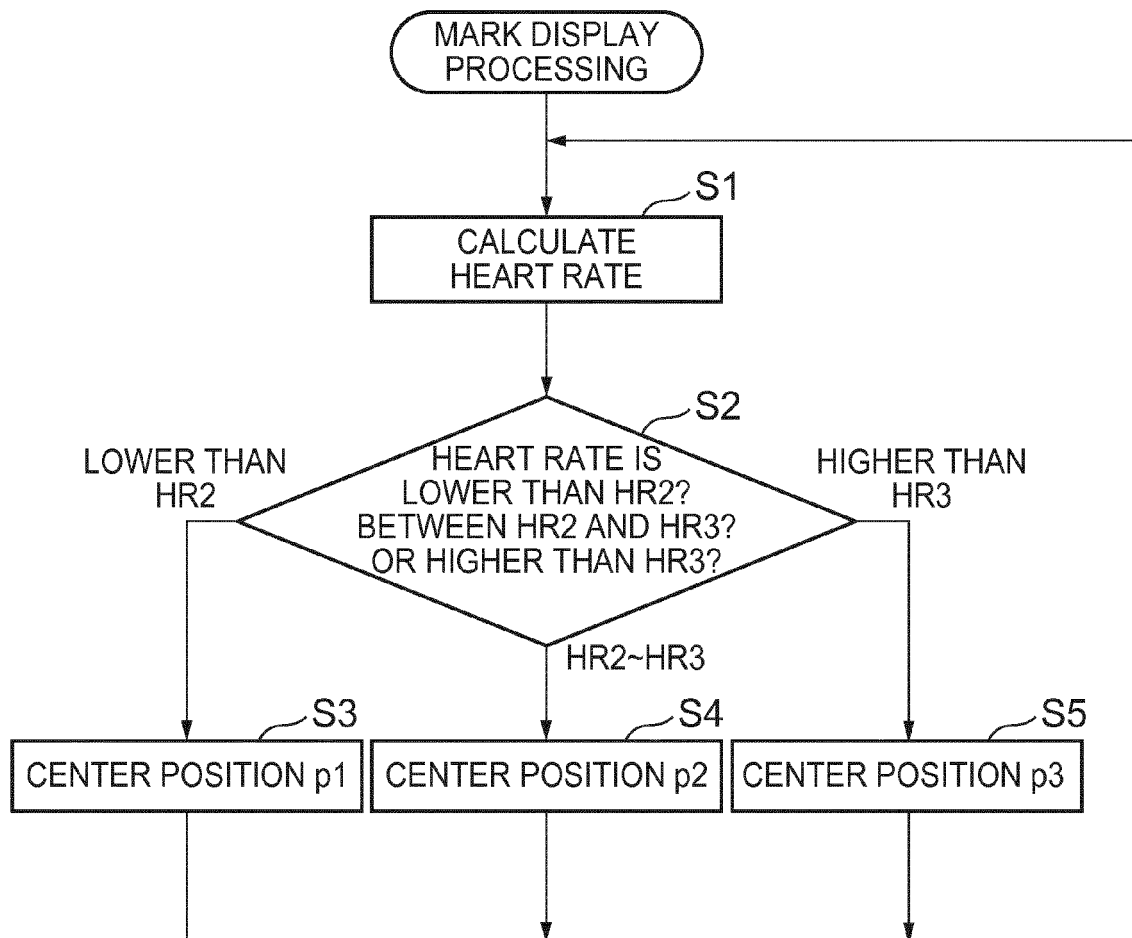 MARK DISPLAY
PROCESSING
S1
CALCULATE
HEART RATE
S2
LOWER THAN
HR2
HEART RATE IS
LOWER THAN HR2?
BETWEEN HR2 AND HR3?
OR HIGHER THAN HR3?
HIGHER THAN
HR3
HR2~HR3
S3
CENTER POSITION p1
S4
CENTER POSITION p2
S5
CENTER POSITION p3